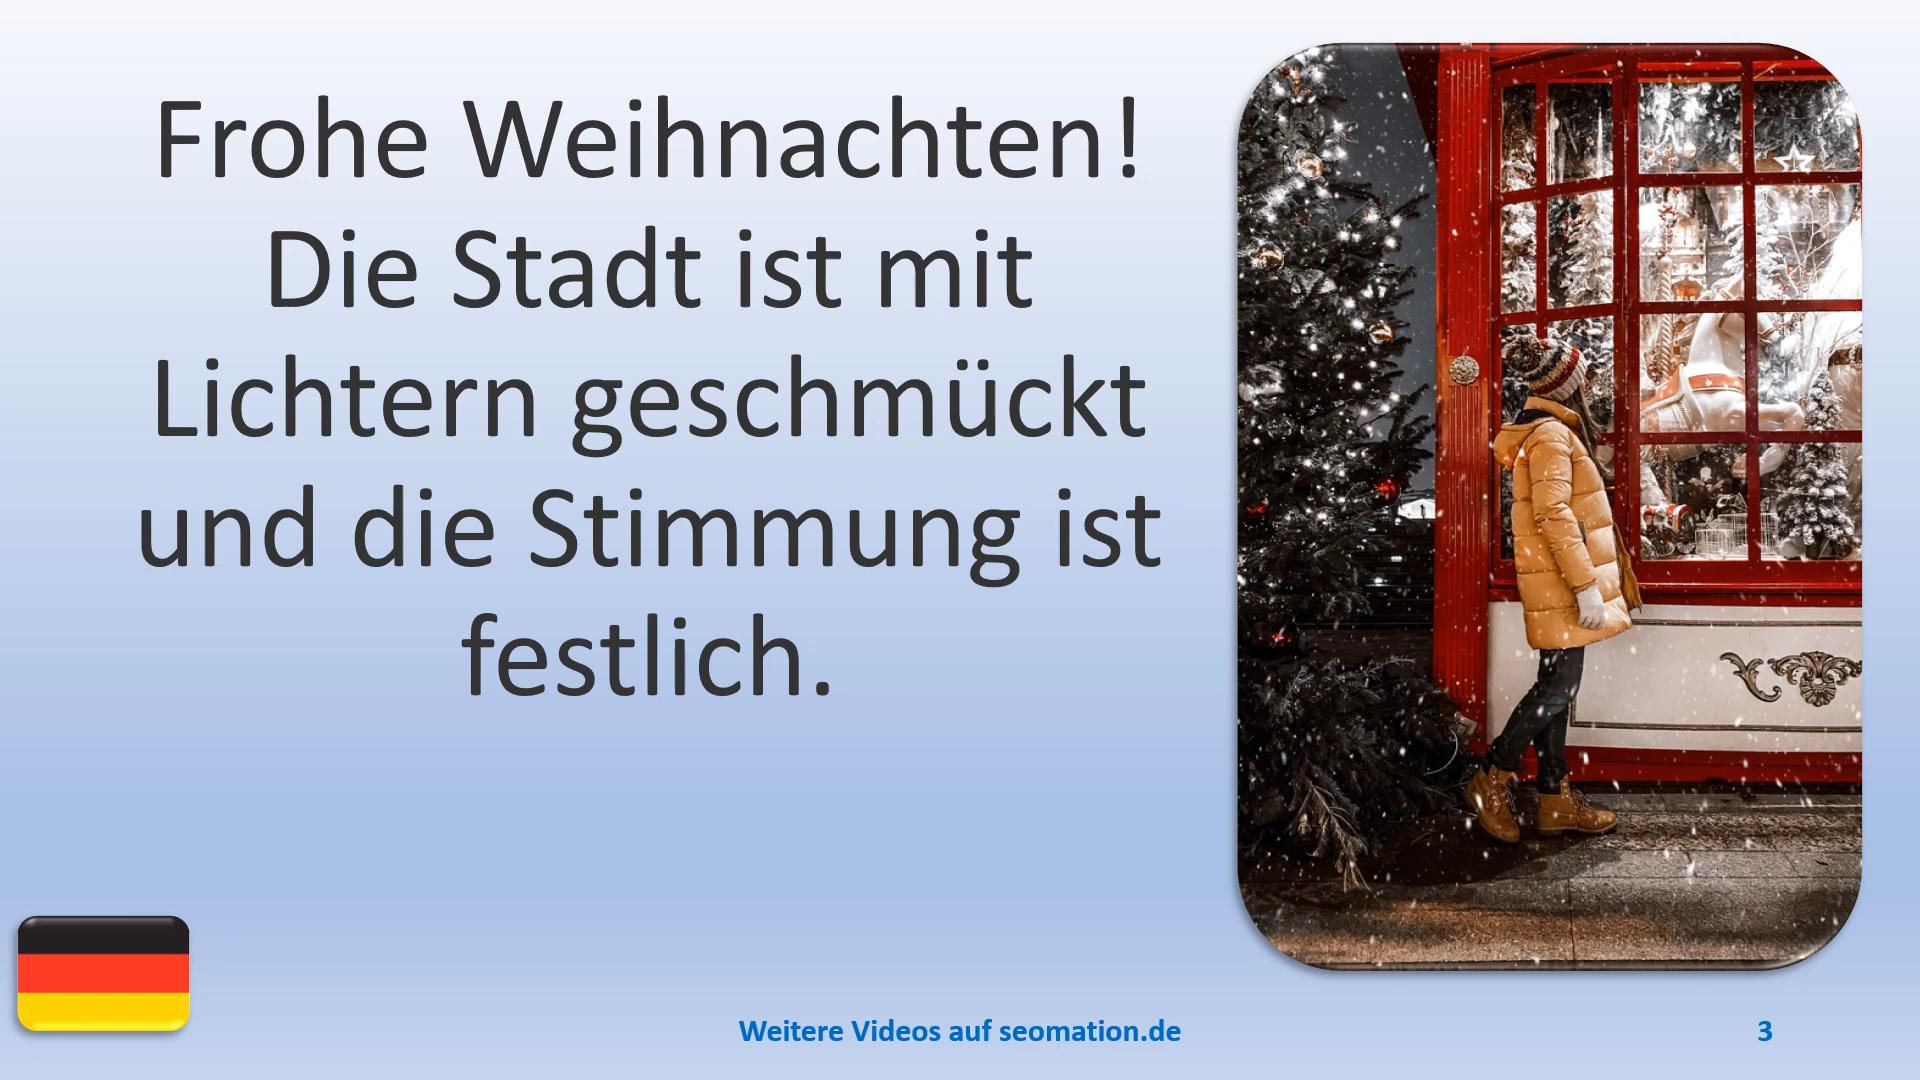 Frohe Weihnachten!
Die Stadt ist mit
Lichtern geschmückt
und die Stimmung ist
festlich.
Weitere Videos auf seomation.de
3